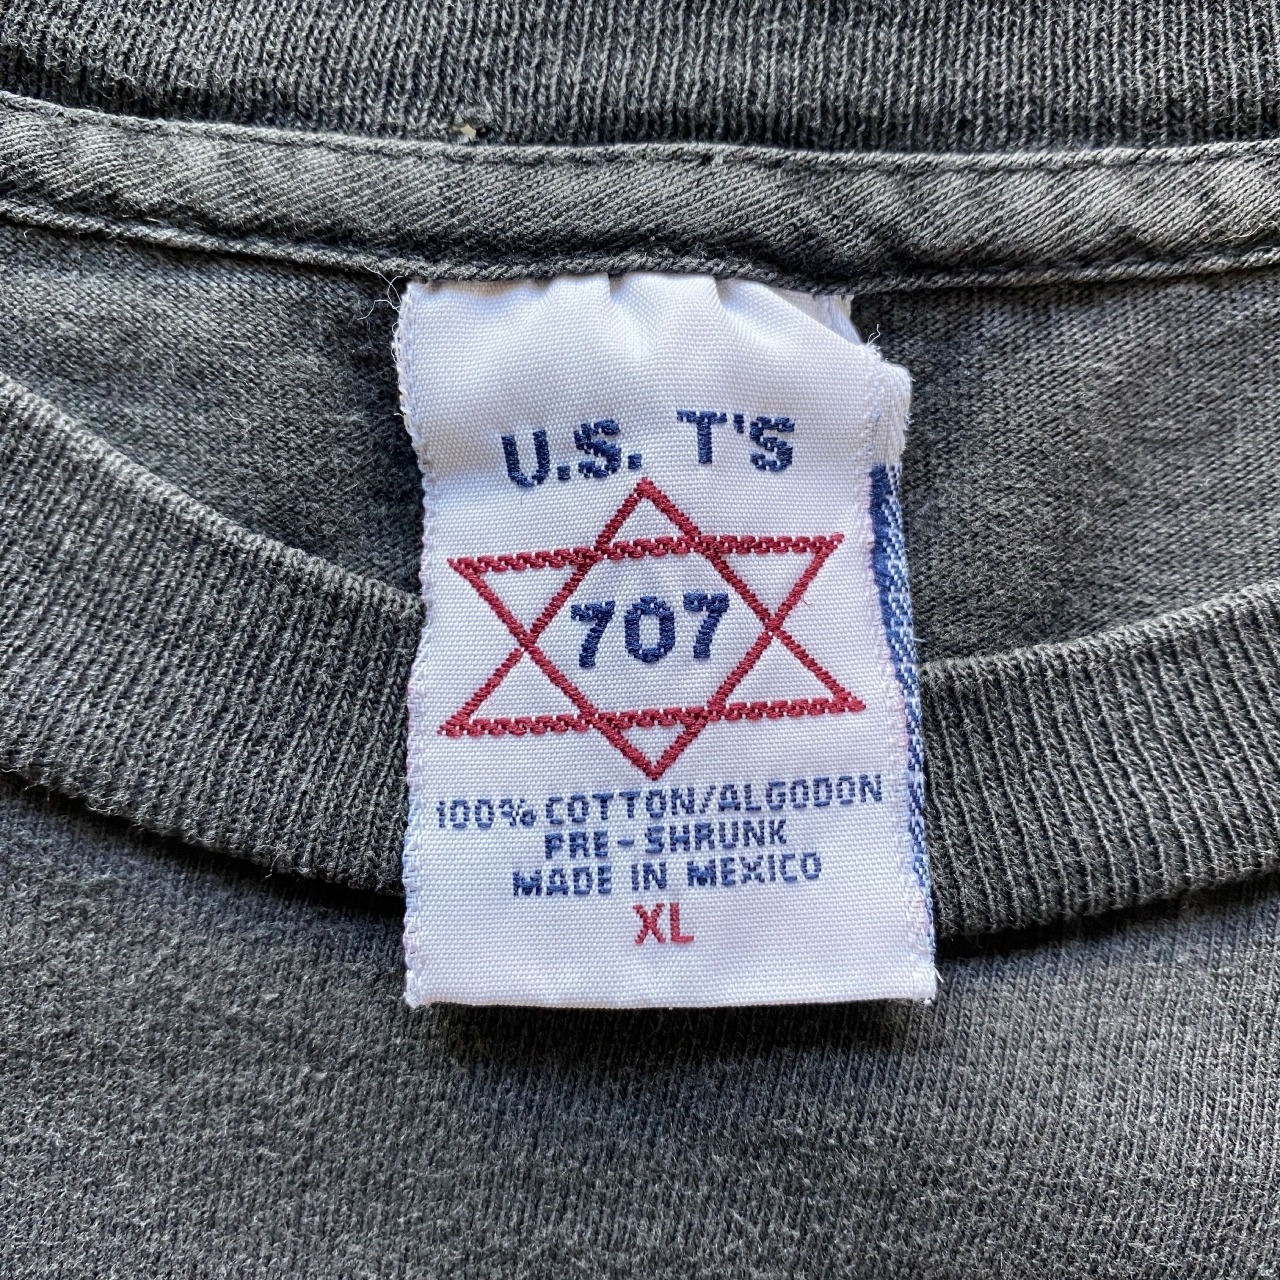 U.S. T'S
707
100% COTTON/ALGODON
PRE-SHRUNK
MADE IN MEXICO
XL